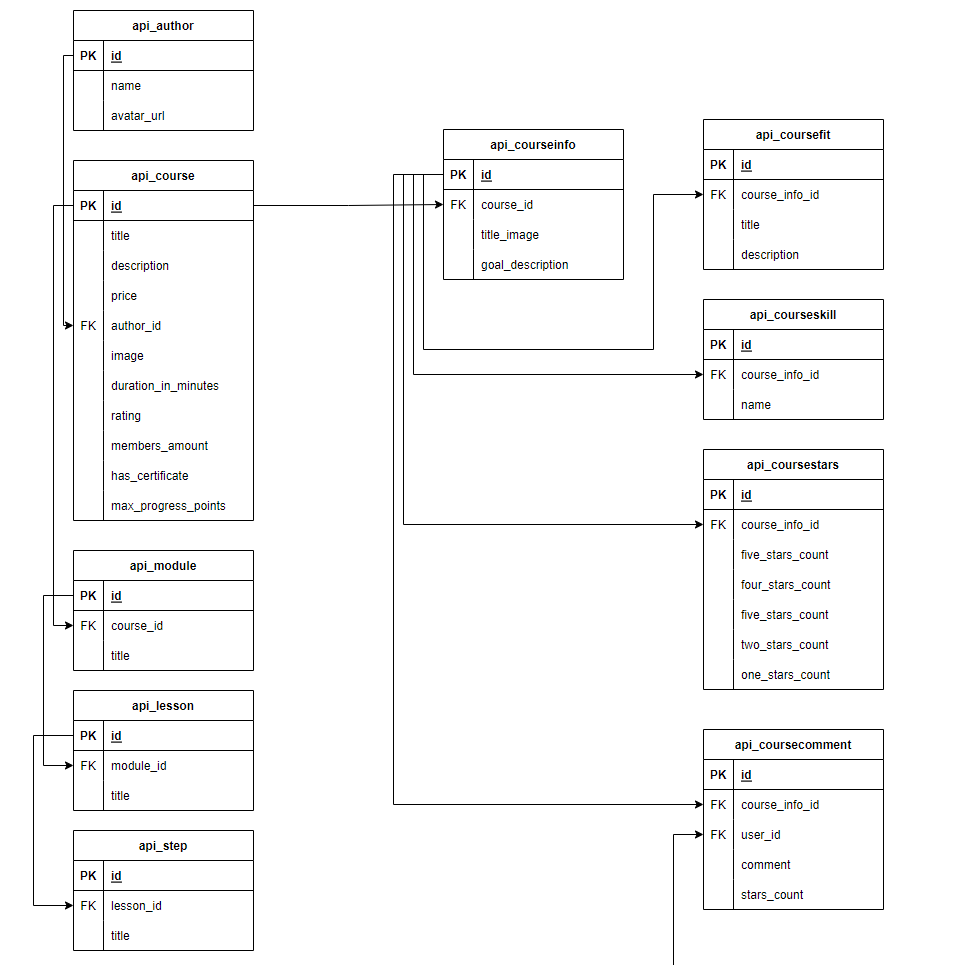 api_author
PK id
name
avatar_url
api_course
PK id
title
description
price
FK author_id
image
duration_in_minutes
rating
members_amount
has_certificate
max_progress_points
api_module
PK id
FK course_id
title
api_lesson
PK id
FK module_id
title
api_step
PK id
FK lesson_id
title
api_courseinfo
PK id
FK course_id
title_image
goal_description
api_coursefit
PK id
FK course_info_id
title
description
api_courseskill
PK id
FK course_info_id
name
api_coursestars
PK id
FK course_info_id
five_stars_count
four_stars_count
five_stars_count
two_stars_count
one_stars_count
api_coursecomment
PK id
FK course_info_id
FK user_id
comment
stars_count